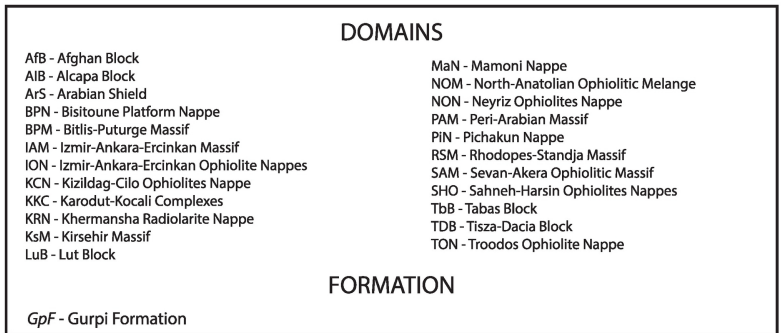 DOMAINS
AfB - Afghan Block
AlB - Alcapa Block
ArS - Arabian Shield
BPN - Bisitoune Platform Nappe
BPM - Bitlis-Puturge Massif
IAM - Izmir-Ankara-Ercinkan Massif
ION - Izmir-Ankara-Ercinkan Ophiolite Nappes
KCN - Kizildag-Cilo Ophiolites Nappe
KKC - Karodut-Kocali Complexes
KRN - Khermansha Radiolarite Nappe
KsM - Kirsehir Massif
LuB - Lut Block
MaN - Mamoni Nappe
NOM - North-Anatolian Ophiolitic Melange
NON - Neyriz Ophiolites Nappe
PAM - Peri-Arabian Massif
PiN - Pichakun Nappe
RSM - Rhodopes-Standja Massif
SAM - Sevan-Akera Ophiolitic Massif
SHO - Sahneh-Harsin Ophiolites Nappes
TbB - Tabas Block
TDB - Tisza-Dacia Block
TON - Troodos Ophiolite Nappe
FORMATION
GpF - Gurpi Formation